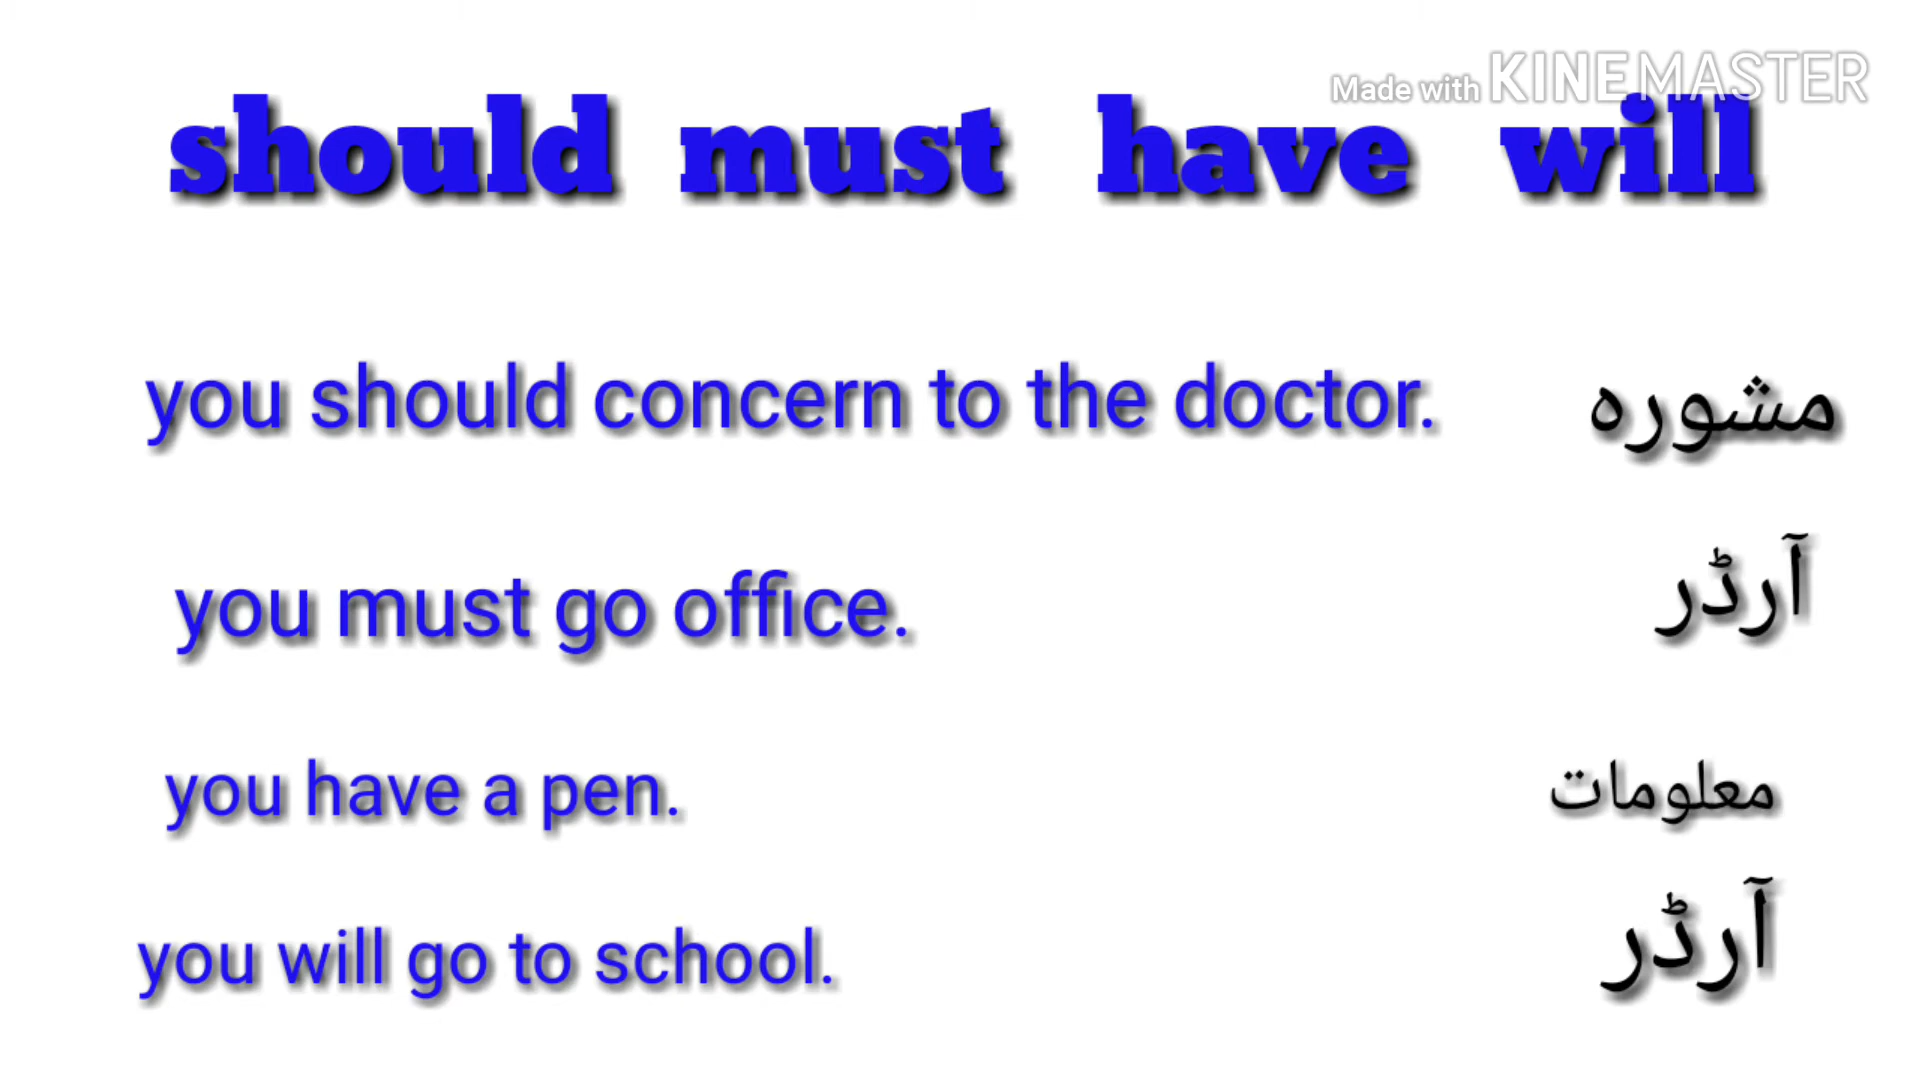 Made with KINEMASTER
should must have will
you should concern to the doctor. مشورہ
you must go office. آرڈر
you have a pen. معلومات
you will go to school. آرڈر